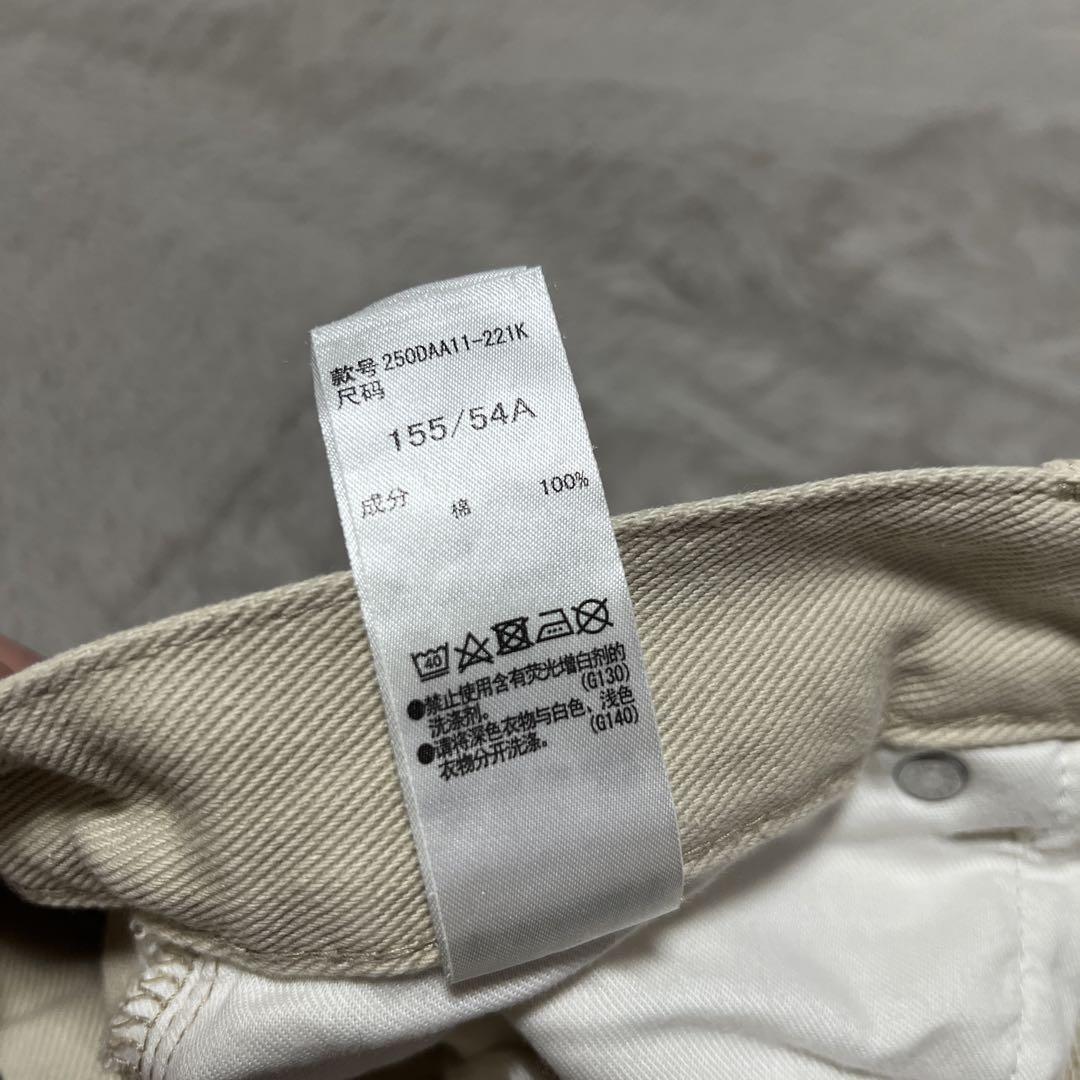 款号 250DAA11-221K
尺码
155/54A
成分 棉 100%
40
●禁止使用含有荧光增白剂的
洗涤剂。 (G130)
●请将深色衣物与白色、浅色
衣物分开洗涤。 (G140)